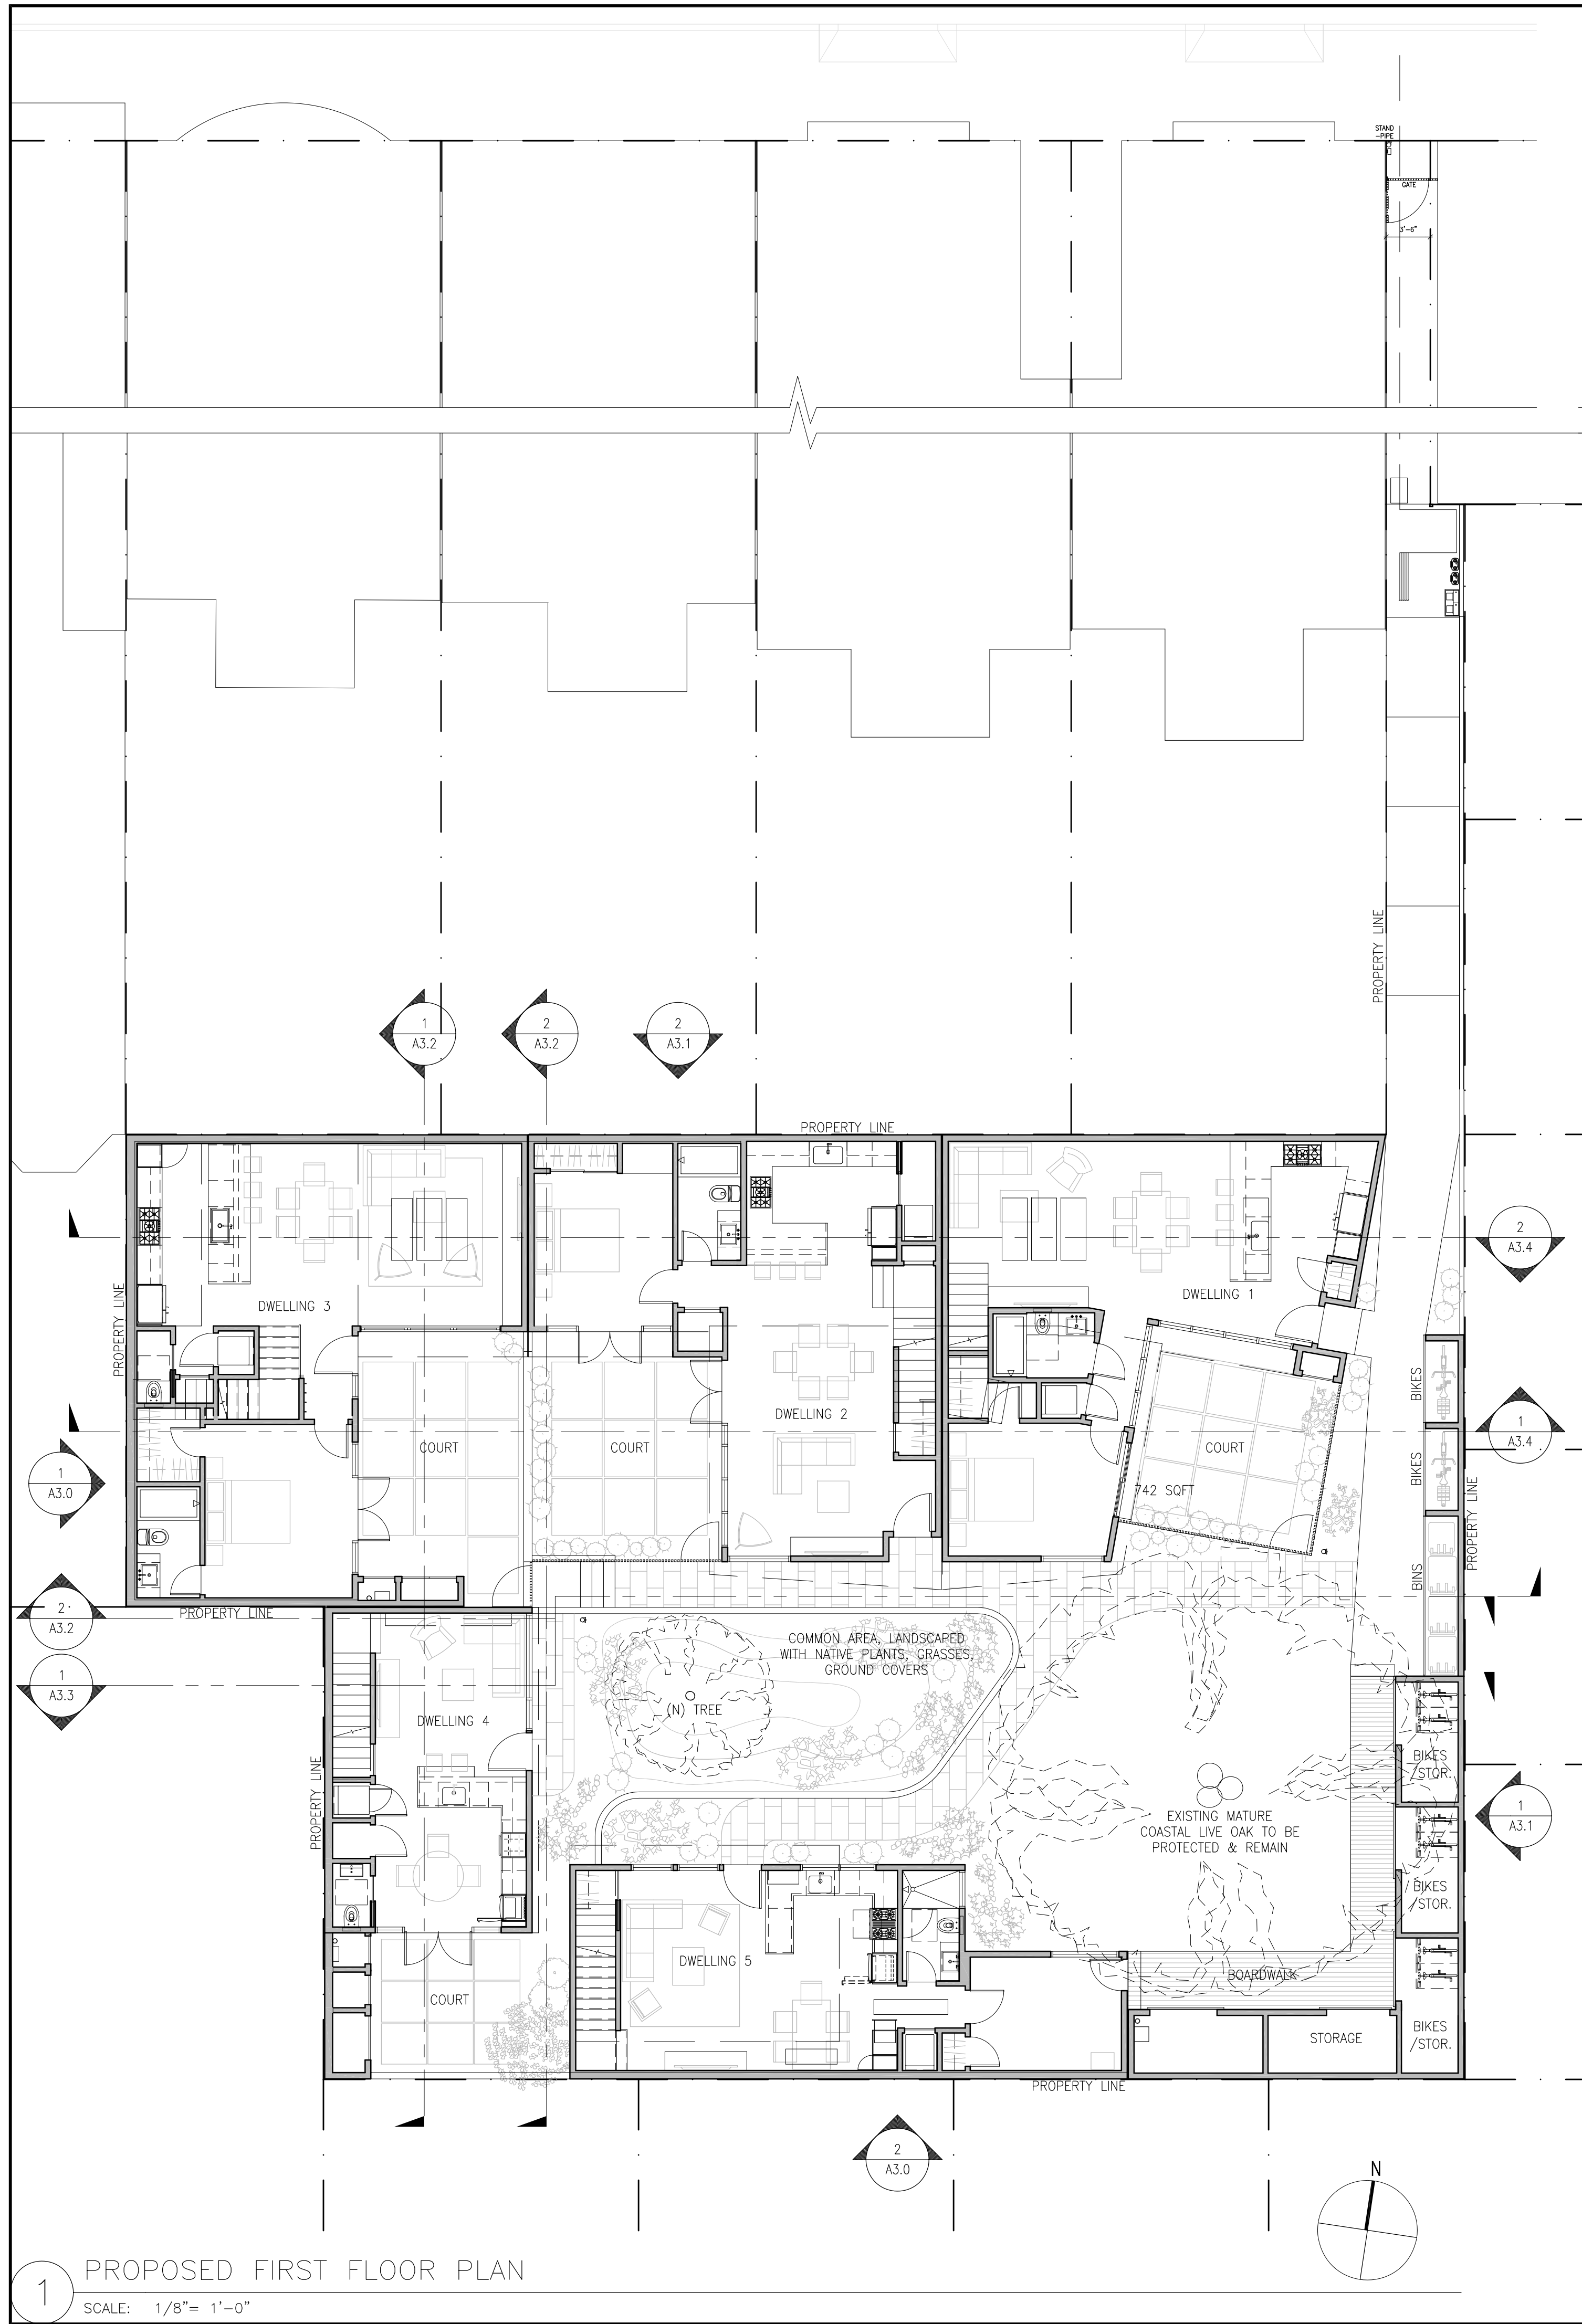 STAND
-PIPE
GATE
3'-6"
PROPERTY LINE
1
A3.2
2
A3.2
2
A3.1
PROPERTY LINE
2
A3.4
PROPERTY LINE
DWELLING 3
DWELLING 1
BIKES
DWELLING 2
COURT
COURT
COURT
1
A3.4
1
A3.0
742 SQFT
BIKES
PROPERTY LINE
BINS
2
A3.2
PROPERTY LINE
COMMON AREA, LANDSCAPED
WITH NATIVE PLANTS, GRASSES,
GROUND COVERS
1
A3.3
(N) TREE
DWELLING 4
BIKES
/STOR.
PROPERTY LINE
EXISTING MATURE
COASTAL LIVE OAK TO BE
PROTECTED & REMAIN
1
A3.1
BIKES
/STOR.
DWELLING 5
BOARDWALK
COURT
STORAGE
BIKES
/STOR.
PROPERTY LINE
2
A3.0
N
1
PROPOSED FIRST FLOOR PLAN
SCALE: 1/8"= 1'-0"